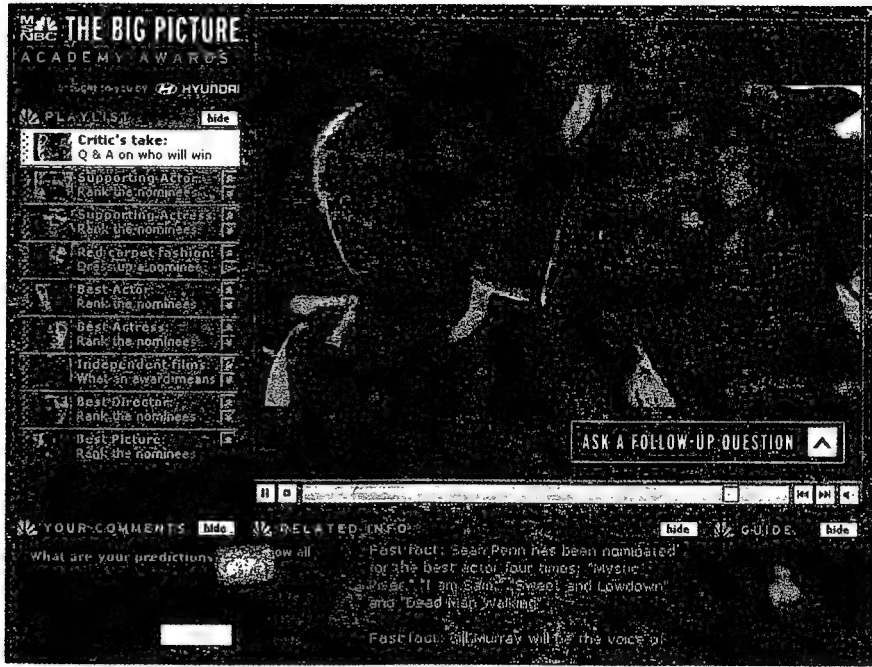 MSNBC THE BIG PICTURE
ACADEMY AWARDS
HYUNDAI
PLAYLIST hide
Critic's take:
Q & A on who will win
Supporting Actor:
Rank the nominees
Supporting Actress:
Rank the nominees
Red carpet fashion:
Dress up a nominee
Best Actor:
Rank the nominees
Best Actress:
Rank the nominees
Independent films:
What an award means
Best Director:
Rank the nominees
Best Picture:
Rank the nominees
ASK A FOLLOW-UP QUESTION
YOUR COMMENTS hide
What are your predictions
all
RELATED INFO hide
Fast fact: Sean Penn has been nominated
for the best actor four times: "Mystic
River," "I am Sam," "Sweet and Lowdown"
and "Dead Man Walking"
Fast fact: Bill Murray will be the voice of
GUIDE hide